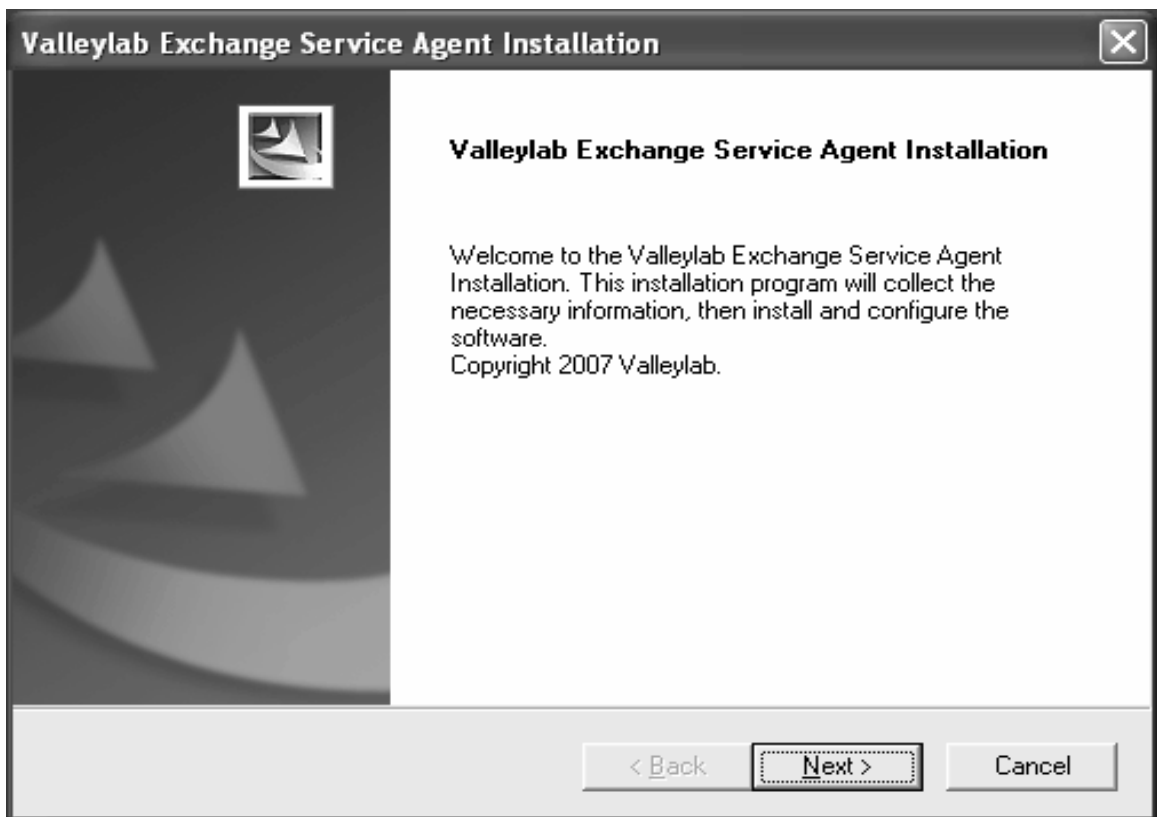 Valleylab Exchange Service Agent Installation
Valleylab Exchange Service Agent Installation
Welcome to the Valleylab Exchange Service Agent
Installation. This installation program will collect the
necessary information, then install and configure the
software.
Copyright 2007 Valleylab.
< Back
Next >
Cancel